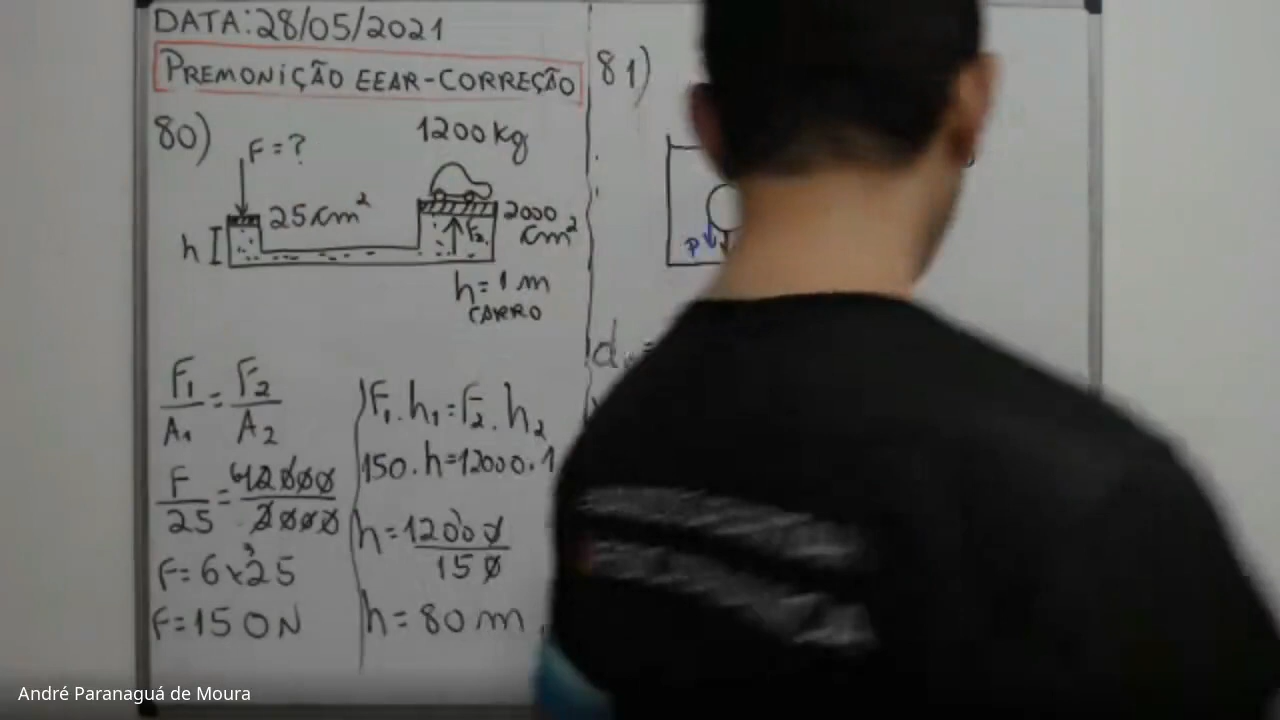 DATA: 28/05/2021
PREMONIÇÃO EEAR-CORREÇÃO
80)
F = ?
1200 kg
25 cm²
2000 cm²
F₂
h
h = 1 m
CARRO
F₁/A₁ = F₂/A₂
F/25 = 12000/2000
F = 6 x 25
F = 150 N
F₁ . h₁ = F₂ . h₂
150 . h = 12000 . 1
h = 12000/150
h = 80 m
81)
P
d
André Paranaguá de Moura